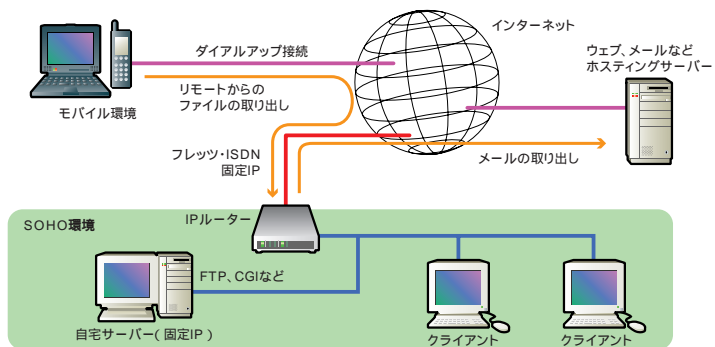 インターネット
ダイアルアップ接続
ウェブ、メールなど
ホスティングサーバー
リモートからの
ファイルの取り出し
モバイル環境
フレッツ・ISDN
固定IP
メールの取り出し
SOHO環境
IPルーター
FTP、CGIなど
自宅サーバー(固定IP)
クライアント
クライアント